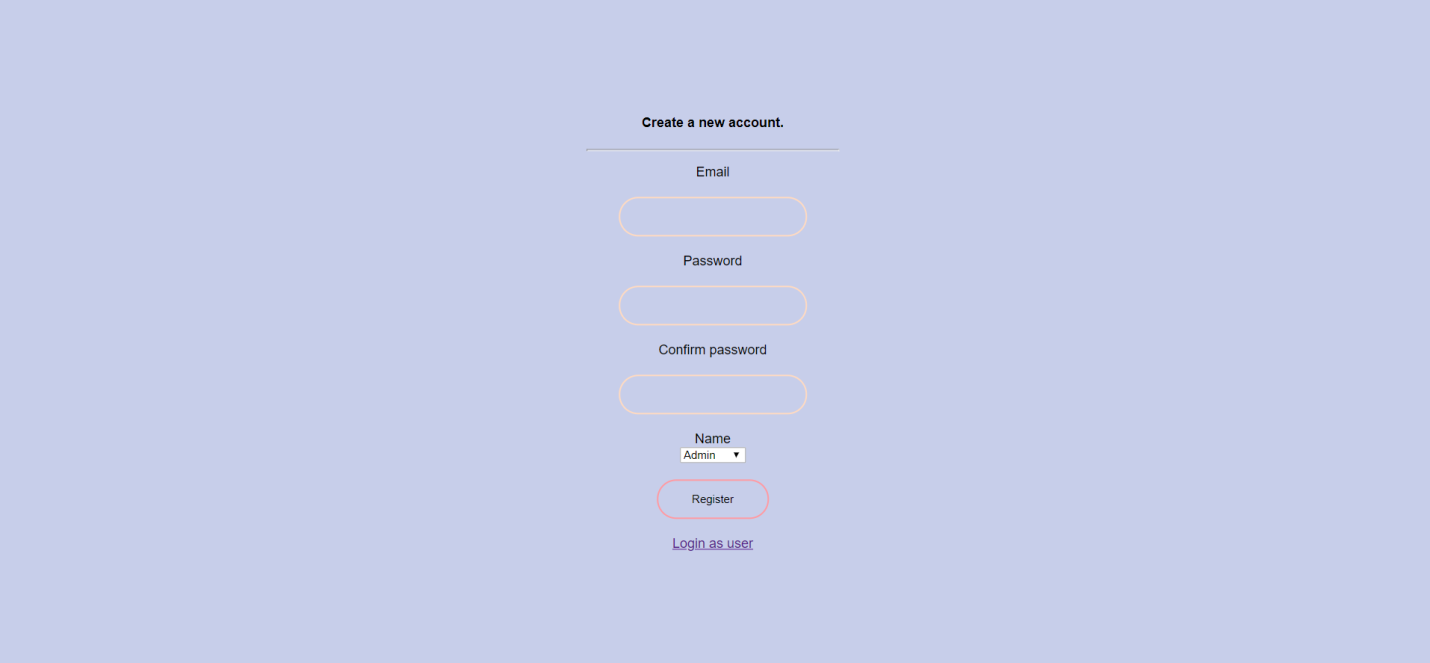 Create a new account.
Email
Password
Confirm password
Name
Admin
Register
Login as user